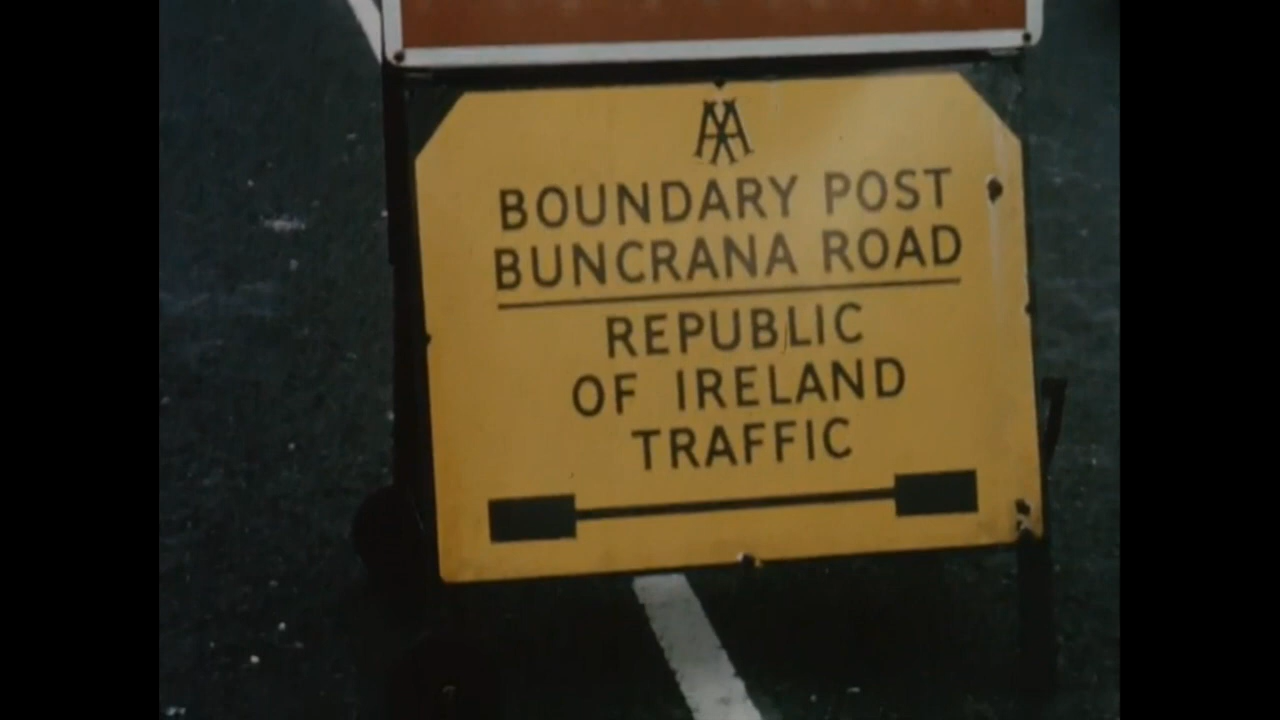 AA
BOUNDARY POST
BUNCRANA ROAD
REPUBLIC
OF IRELAND
TRAFFIC